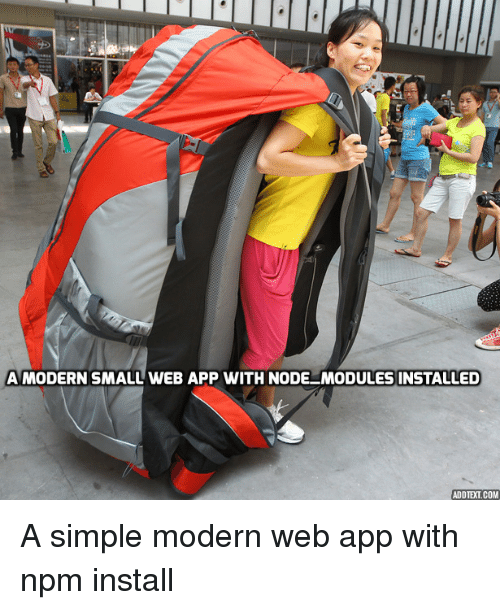 A MODERN SMALL WEB APP WITH NODE_MODULES INSTALLED
ADDTEXT.COM
A simple modern web app with
npm install